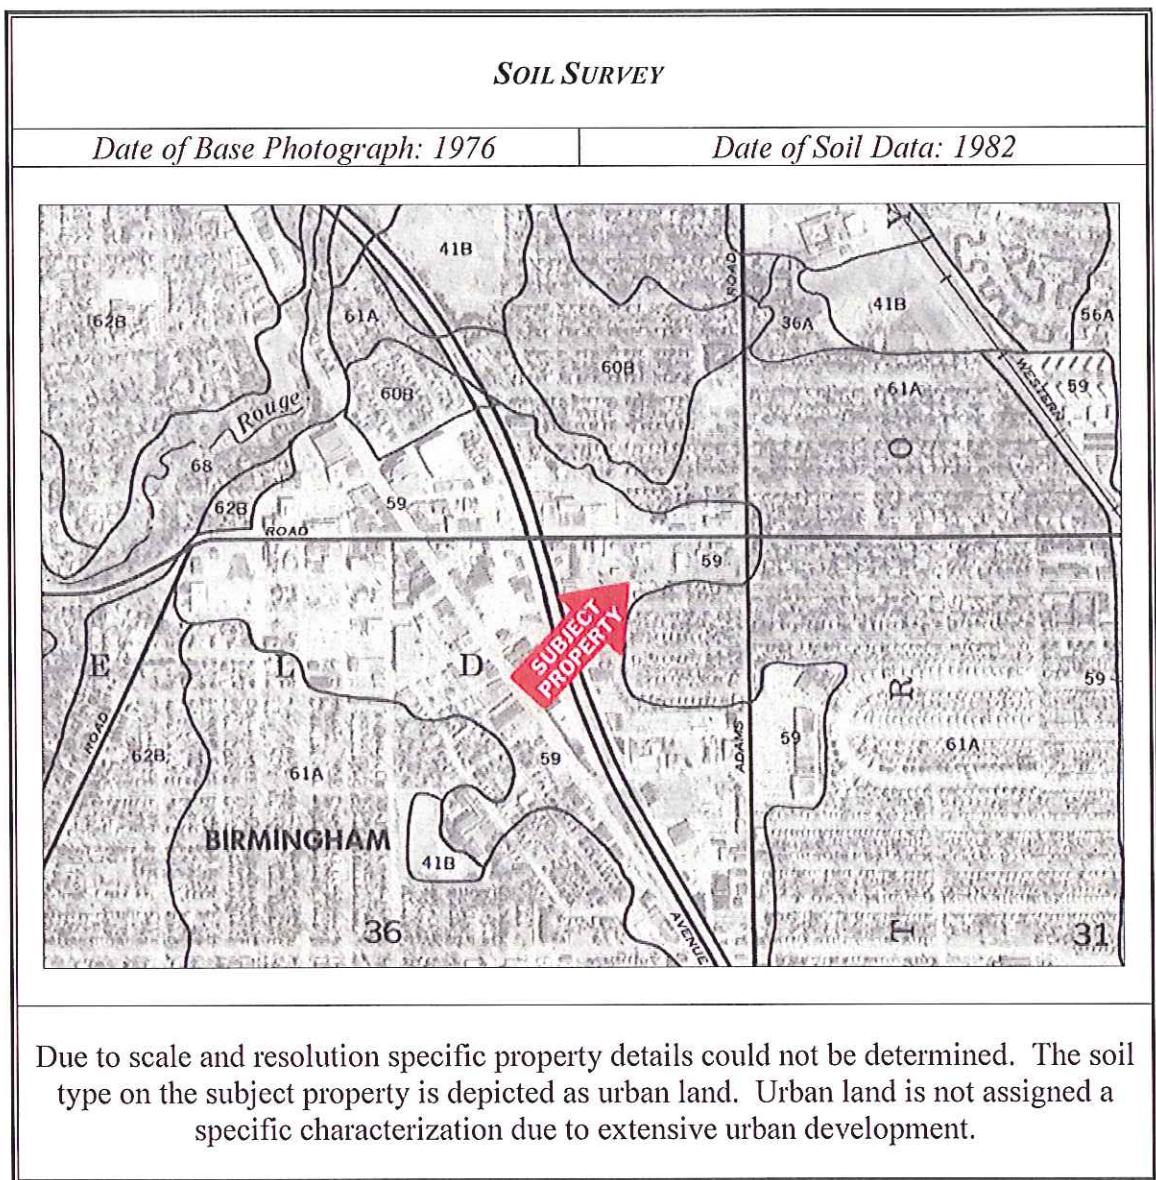 SOIL SURVEY
Date of Base Photograph: 1976
Date of Soil Data: 1982
41B
ROAD
Y
62B
61A
36A
41B
56A
60B
60B
61A
WESTERN
59
Rouge
O
68
59
62B
ROAD
59
SUBJECT
PROPERTY
E
L
D
R
59
ROAD
62B
61A
59
ADAMS
59
61A
BIRMINGHAM
41B
36
AVENUE
T
31
Due to scale and resolution specific property details could not be determined. The soil
type on the subject property is depicted as urban land. Urban land is not assigned a
specific characterization due to extensive urban development.